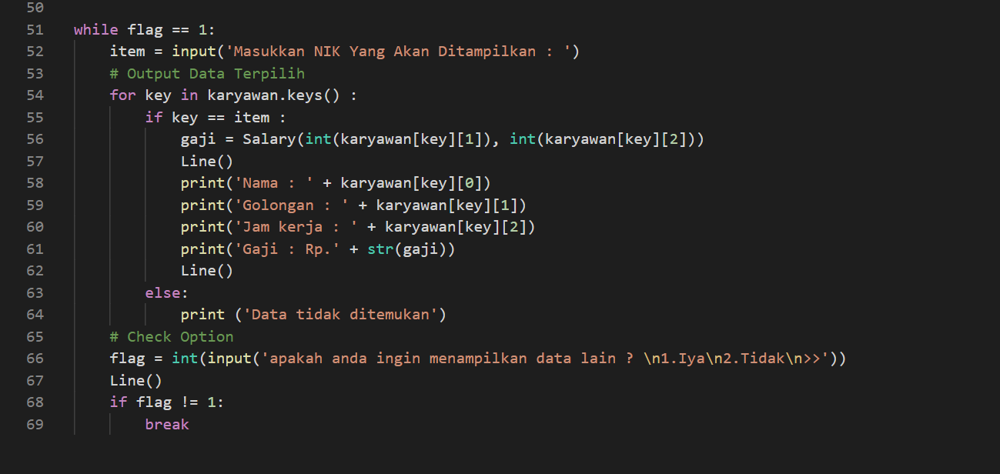 50
51 while flag == 1:
52     item = input('Masukkan NIK Yang Akan Ditampilkan : ')
53     # Output Data Terpilih
54     for key in karyawan.keys() :
55         if key == item :
56             gaji = Salary(int(karyawan[key][1]), int(karyawan[key][2]))
57             Line()
58             print('Nama : ' + karyawan[key][0])
59             print('Golongan : ' + karyawan[key][1])
60             print('Jam kerja : ' + karyawan[key][2])
61             print('Gaji : Rp.' + str(gaji))
62             Line()
63         else:
64             print ('Data tidak ditemukan')
65     # Check Option
66     flag = int(input('apakah anda ingin menampilkan data lain ? \n1.Iya\n2.Tidak\n>>'))
67     Line()
68     if flag != 1:
69         break